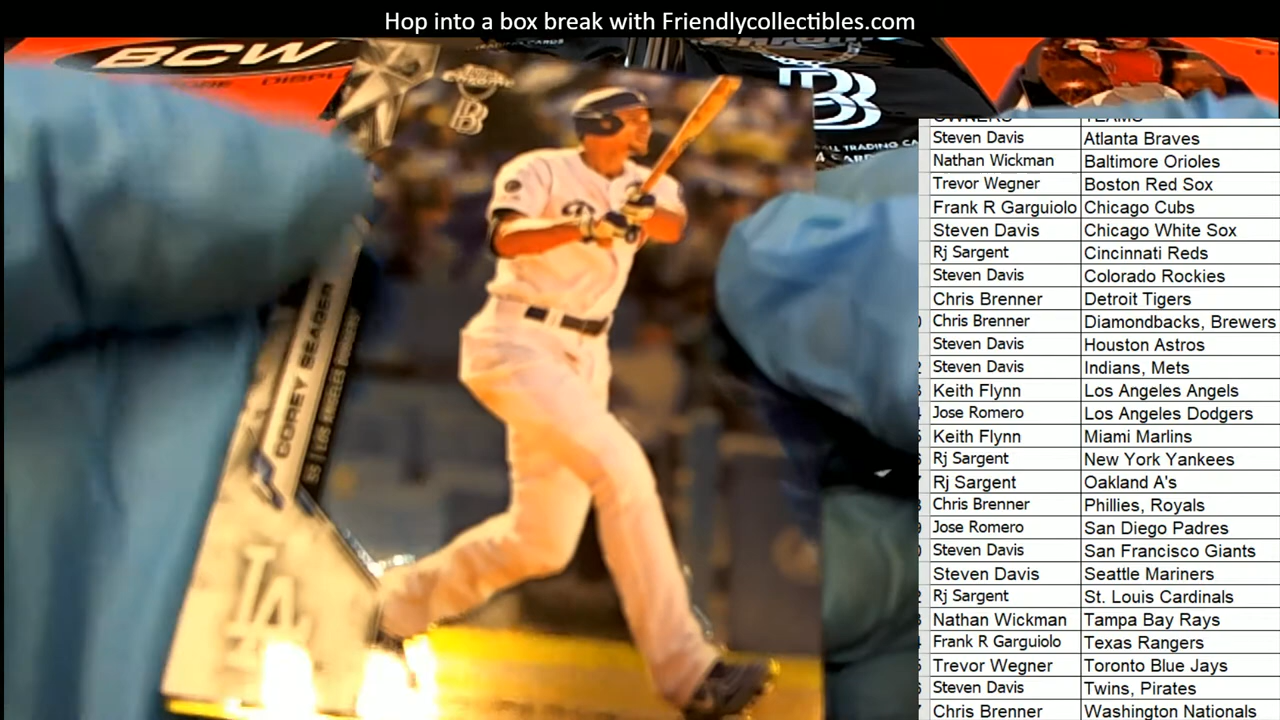 Hop into a box break with Friendlycollectibles.com
BCW
B
COREY SEAGER
SS | LOS ANGELES DODGERS
LA
OWNERS TEAMS
Steven Davis Atlanta Braves
Nathan Wickman Baltimore Orioles
Trevor Wegner Boston Red Sox
Frank R Garguiolo Chicago Cubs
Steven Davis Chicago White Sox
Rj Sargent Cincinnati Reds
Steven Davis Colorado Rockies
Chris Brenner Detroit Tigers
Chris Brenner Diamondbacks, Brewers
Steven Davis Houston Astros
Steven Davis Indians, Mets
Keith Flynn Los Angeles Angels
Jose Romero Los Angeles Dodgers
Keith Flynn Miami Marlins
Rj Sargent New York Yankees
Rj Sargent Oakland A's
Chris Brenner Phillies, Royals
Jose Romero San Diego Padres
Steven Davis San Francisco Giants
Steven Davis Seattle Mariners
Rj Sargent St. Louis Cardinals
Nathan Wickman Tampa Bay Rays
Frank R Garguiolo Texas Rangers
Trevor Wegner Toronto Blue Jays
Steven Davis Twins, Pirates
Chris Brenner Washington Nationals